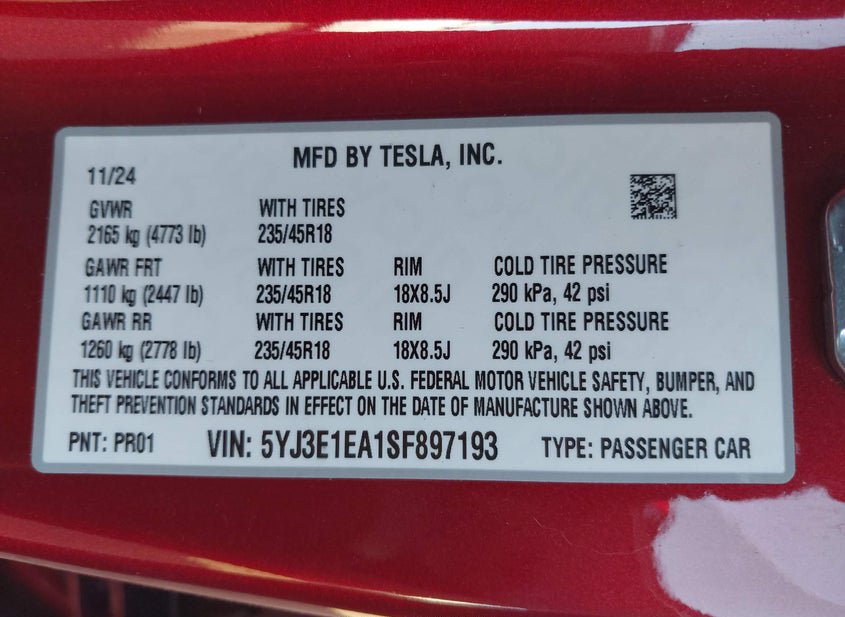 MFD BY TESLA, INC.
11/24
GVWR WITH TIRES
2165 kg (4773 lb) 235/45R18
GAWR FRT WITH TIRES RIM COLD TIRE PRESSURE
1110 kg (2447 lb) 235/45R18 18X8.5J 290 kPa, 42 psi
GAWR RR WITH TIRES RIM COLD TIRE PRESSURE
1260 kg (2778 lb) 235/45R18 18X8.5J 290 kPa, 42 psi
THIS VEHICLE CONFORMS TO ALL APPLICABLE U.S. FEDERAL MOTOR VEHICLE SAFETY, BUMPER, AND
THEFT PREVENTION STANDARDS IN EFFECT ON THE DATE OF MANUFACTURE SHOWN ABOVE.
PNT: PR01 VIN: 5YJ3E1EA1SF897193 TYPE: PASSENGER CAR